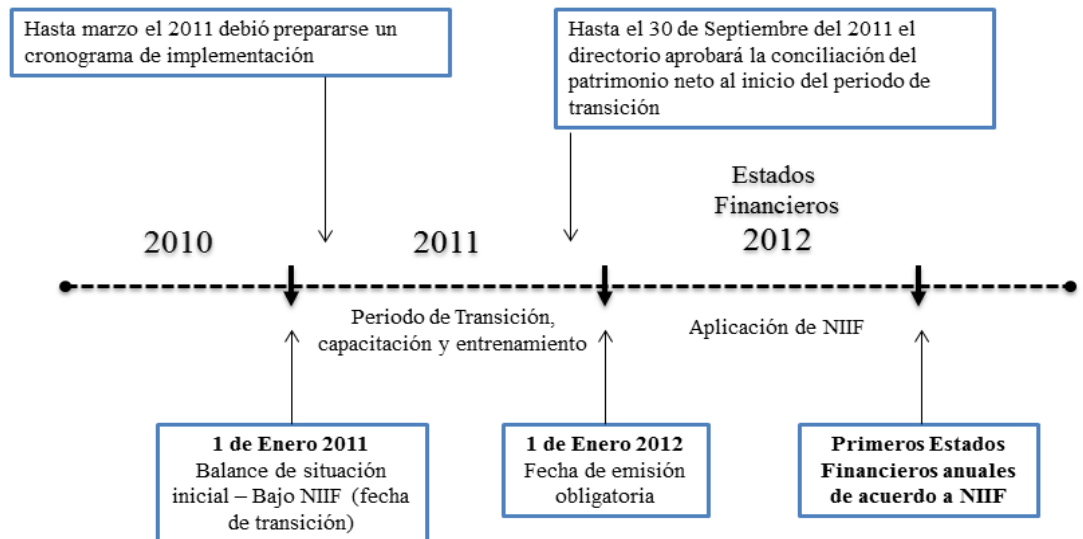 Hasta marzo el 2011 debió prepararse un
cronograma de implementación
Hasta el 30 de Septiembre del 2011 el
directorio aprobará la conciliación del
patrimonio neto al inicio del periodo de
transición
Estados
Financieros
2010
2011
2012
Periodo de Transición,
capacitación y entrenamiento
Aplicación de NIIF
1 de Enero 2011
Balance de situación
inicial – Bajo NIIF (fecha
de transición)
1 de Enero 2012
Fecha de emisión
obligatoria
Primeros Estados
Financieros anuales
de acuerdo a NIIF